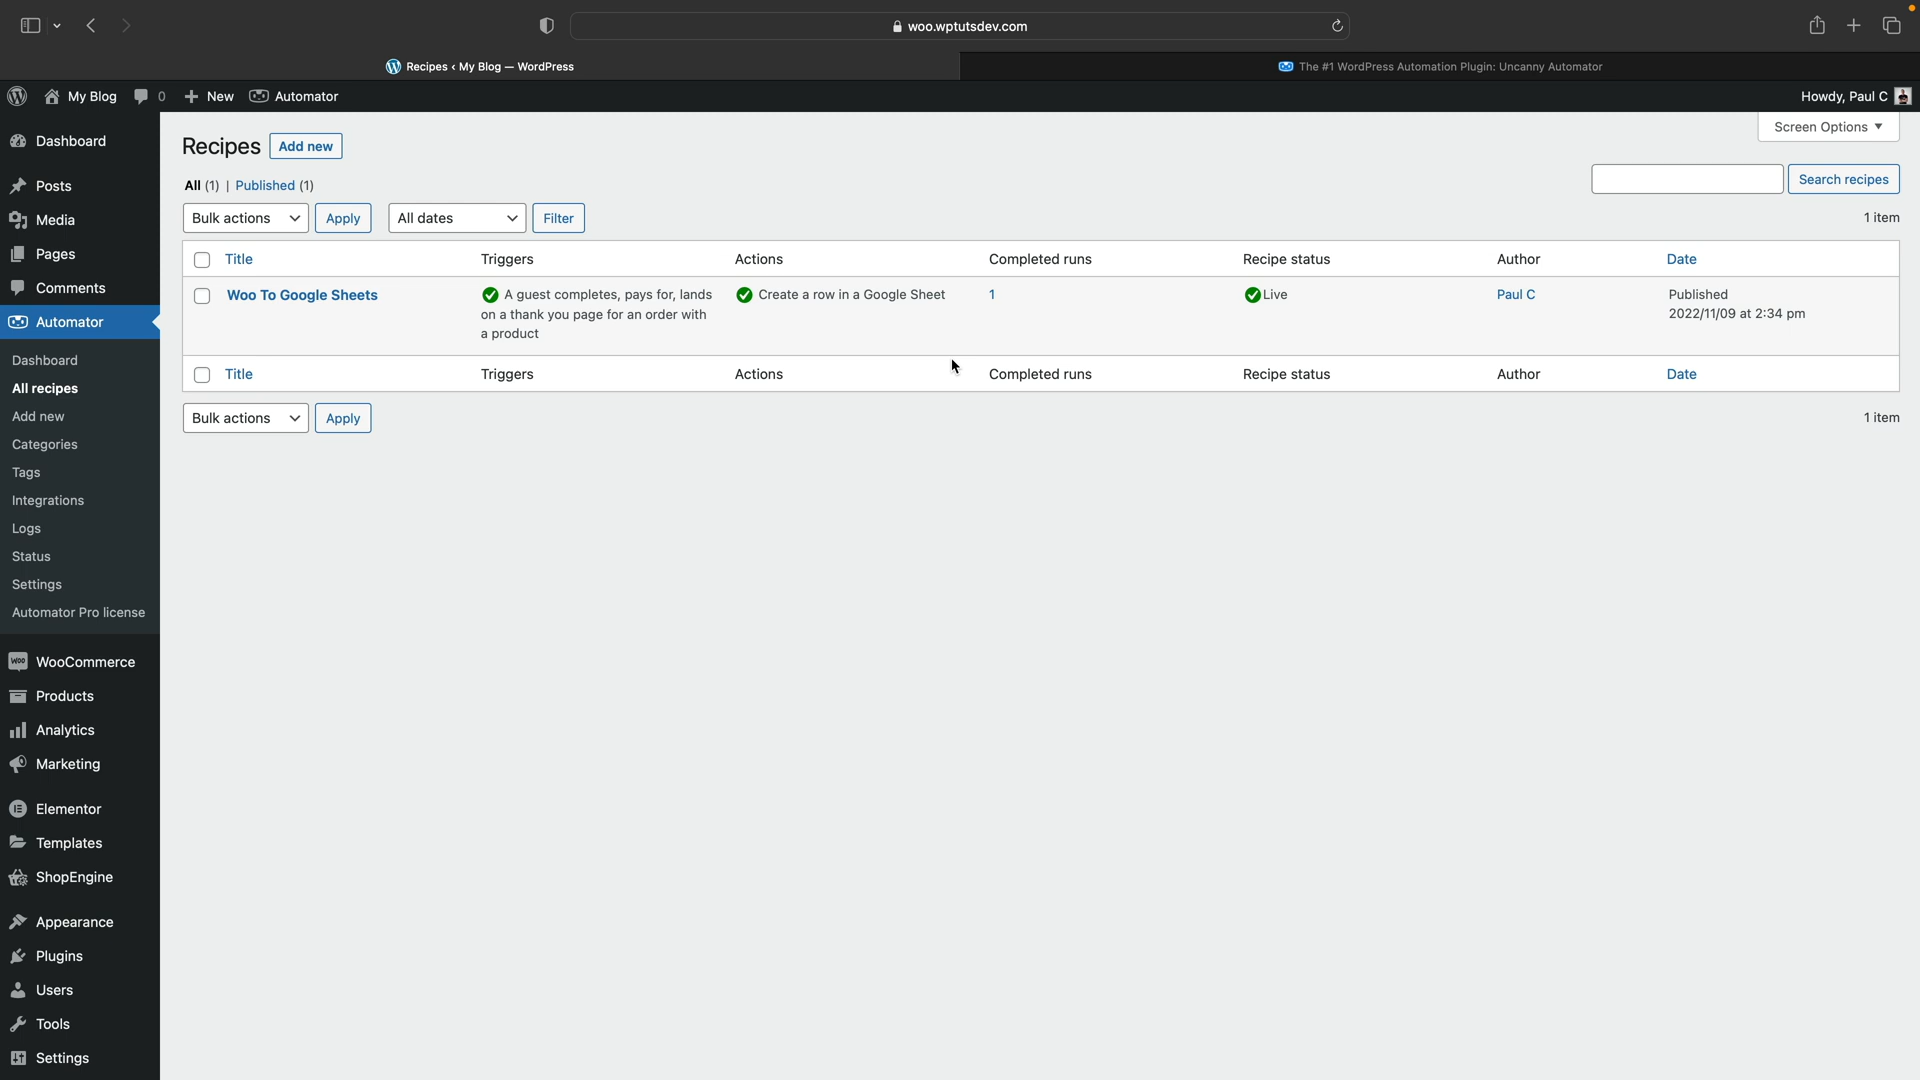 woo.wptutsdev.com
Recipes ‹ My Blog — WordPress
The #1 WordPress Automation Plugin: Uncanny Automator
My Blog 0 New Automator
Howdy, Paul C
Dashboard
Posts
Media
Pages
Comments
Automator
Dashboard
All recipes
Add new
Categories
Tags
Integrations
Logs
Status
Settings
Automator Pro license
WooCommerce
Products
Analytics
Marketing
Elementor
Templates
ShopEngine
Appearance
Plugins
Users
Tools
Settings
Screen Options
Recipes Add new
All (1) | Published (1)
Search recipes
Bulk actions Apply All dates Filter
1 item
Title Triggers Actions Completed runs Recipe status Author Date
Woo To Google Sheets
A guest completes, pays for, lands
on a thank you page for an order with
a product
Create a row in a Google Sheet
1
Live
Paul C
Published
2022/11/09 at 2:34 pm
Title Triggers Actions Completed runs Recipe status Author Date
Bulk actions Apply
1 item